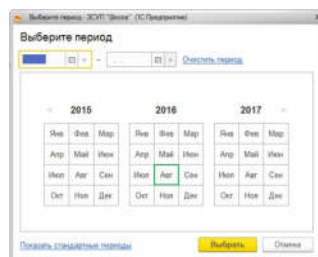 Выберите период - ЭСУП "Школа" (1С:Предприятие)
Выберите период
– . . Очистить период
2015 2016 2017
Янв Фев Мар Янв Фев Мар Янв Фев Мар
Апр Май Июн Апр Май Июн Апр Май Июн
Июл Авг Сен Июл Авг Сен Июл Авг Сен
Окт Ноя Дек Окт Ноя Дек Окт Ноя Дек
Показать стандартные периоды Выбрать Отмена